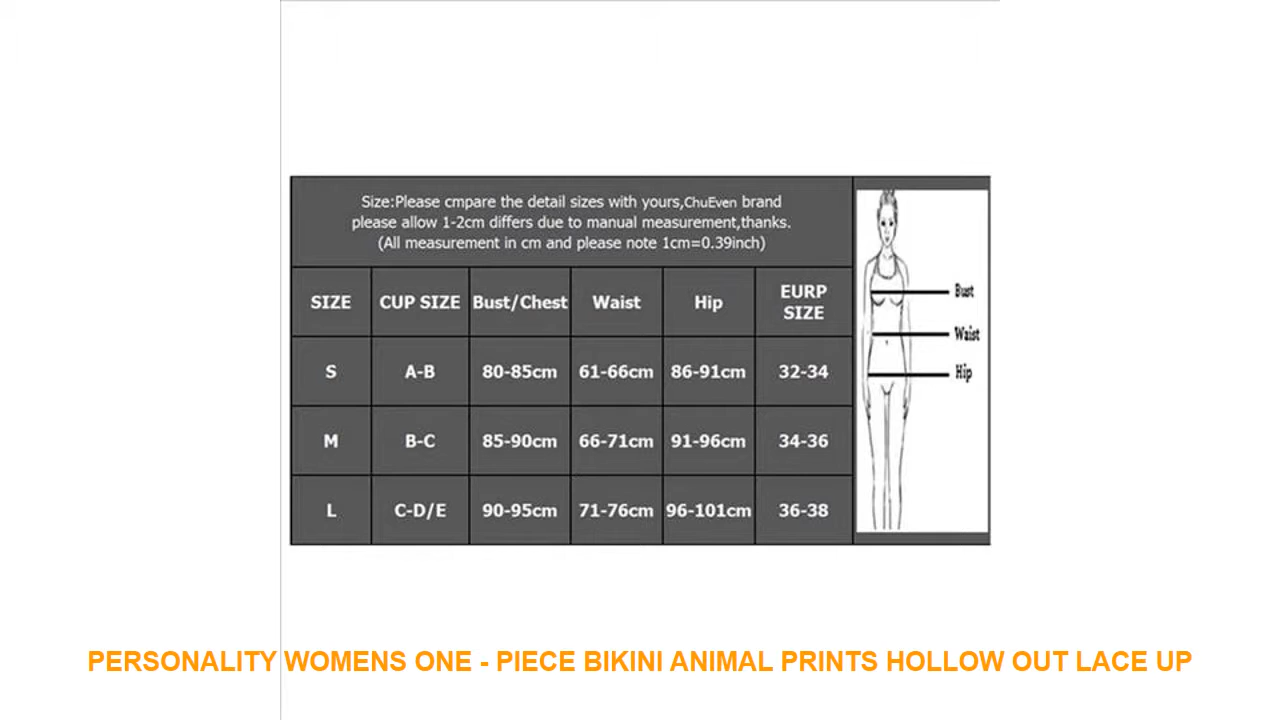 Size:Please cmpare the detail sizes with yours,ChuEven brand
please allow 1-2cm differs due to manual measurement,thanks.
(All measurement in cm and please note 1cm=0.39inch)
SIZE CUP SIZE Bust/Chest Waist Hip EURP SIZE
S A-B 80-85cm 61-66cm 86-91cm 32-34
M B-C 85-90cm 66-71cm 91-96cm 34-36
L C-D/E 90-95cm 71-76cm 96-101cm 36-38
Bust
Waist
Hip
PERSONALITY WOMENS ONE - PIECE BIKINI ANIMAL PRINTS HOLLOW OUT LACE UP